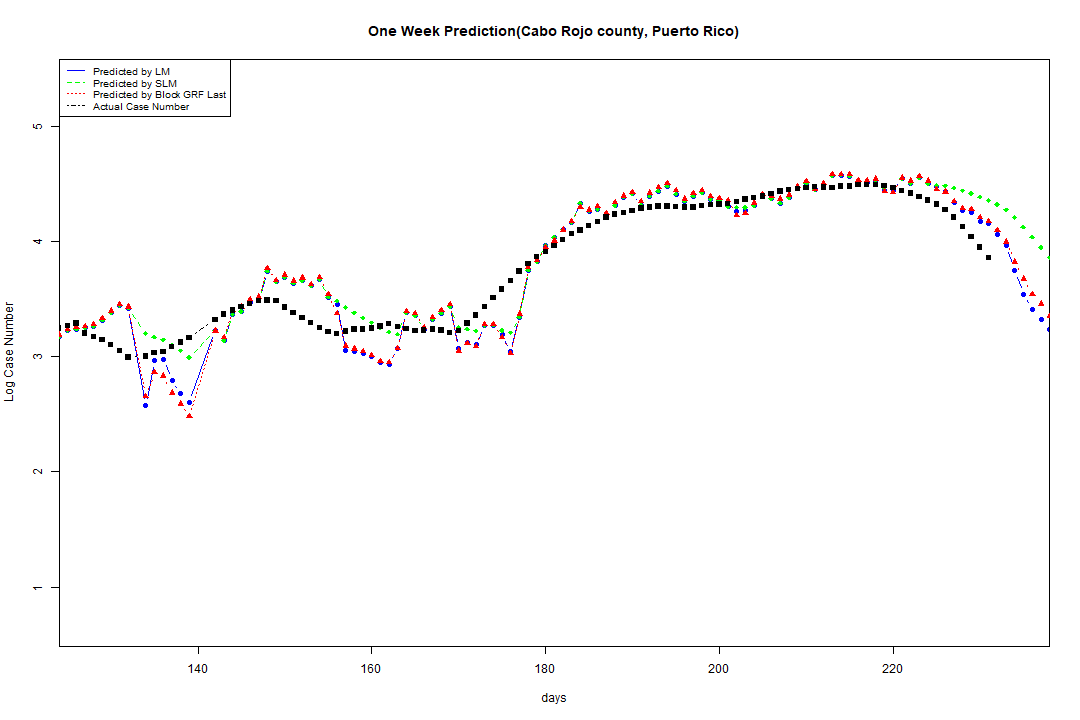 One Week Prediction(Cabo Rojo county, Puerto Rico)
Predicted by LM
Predicted by SLM
Predicted by Block GRF Last
Actual Case Number
5
4
3
2
1
Log Case Number
140 160 180 200 220
days